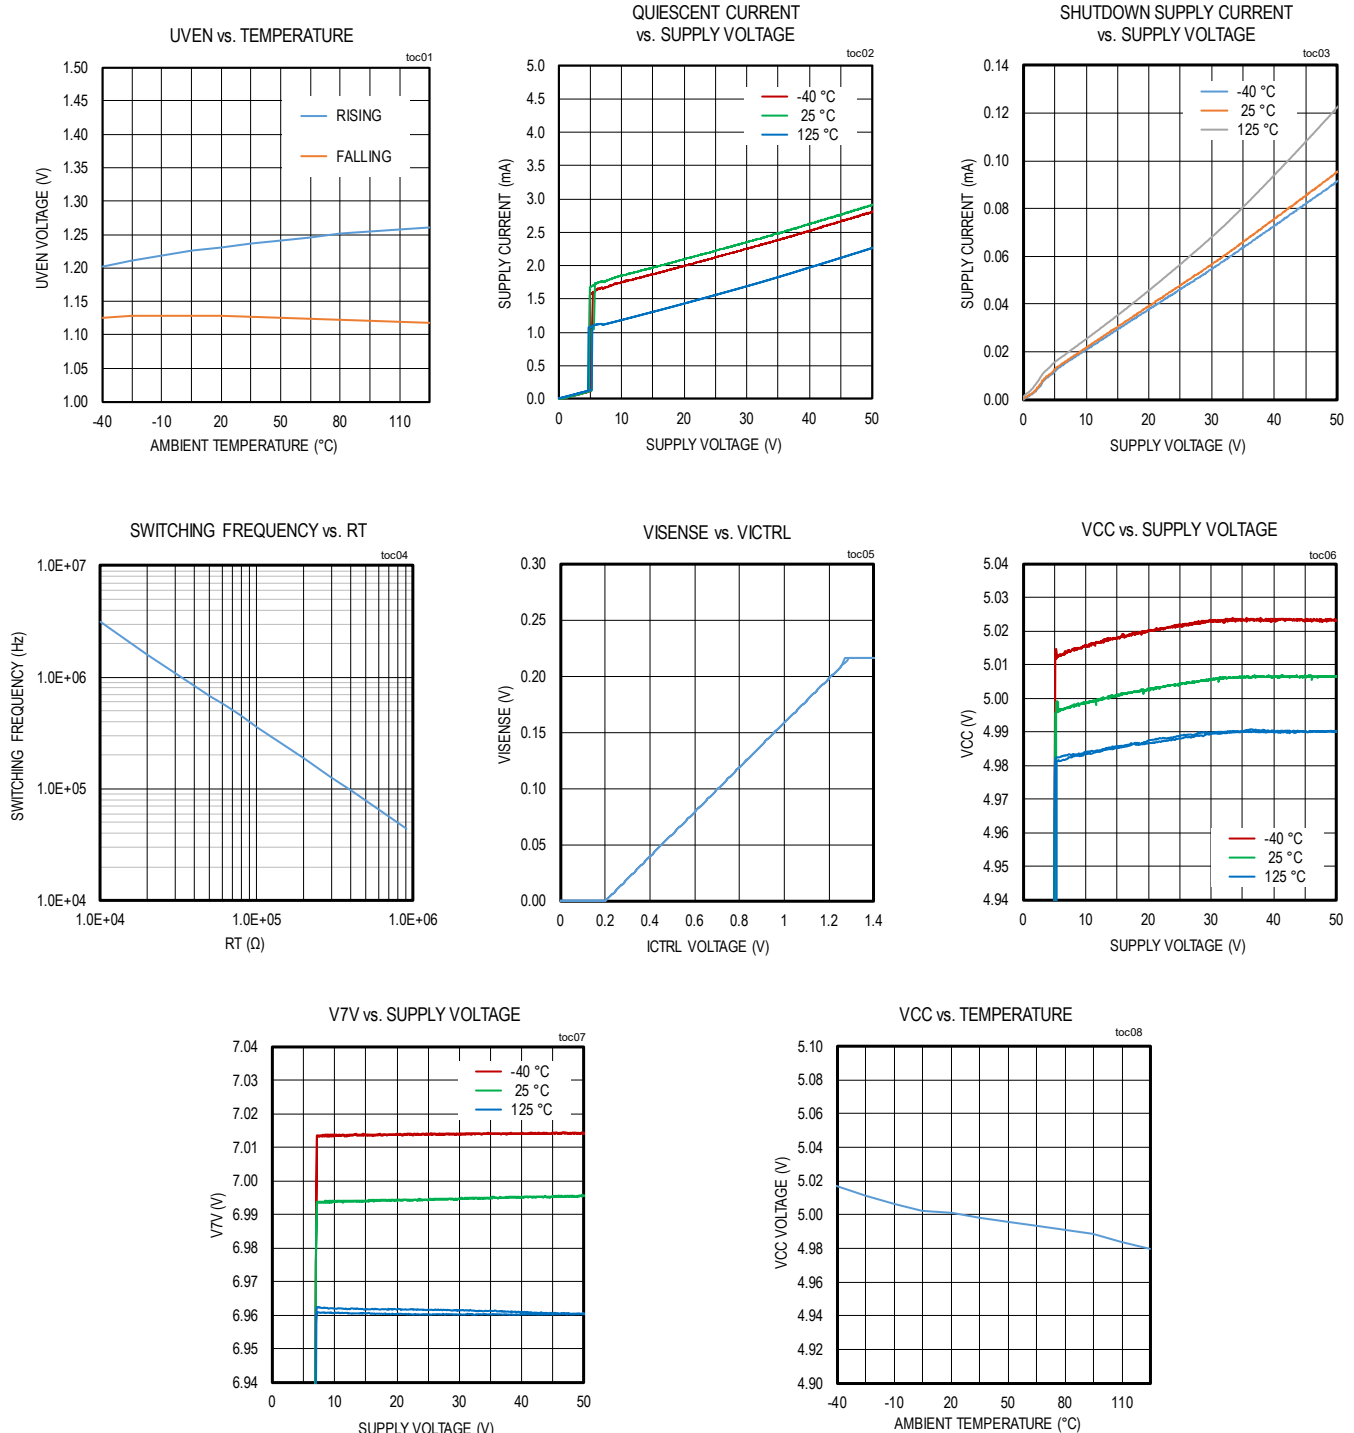 UVEN vs. TEMPERATURE
toc01
1.50
1.45
1.40
1.35
1.30
1.25
1.20
1.15
1.10
1.05
1.00
UVEN VOLTAGE (V)
RISING
FALLING
-40
-10
20
50
80
110
AMBIENT TEMPERATURE (°C)
QUIESCENT CURRENT
vs. SUPPLY VOLTAGE
toc02
5.0
4.5
4.0
3.5
3.0
2.5
2.0
1.5
1.0
0.5
0.0
SUPPLY CURRENT (mA)
-40 °C
25 °C
125 °C
0
10
20
30
40
50
SUPPLY VOLTAGE (V)
SHUTDOWN SUPPLY CURRENT
vs. SUPPLY VOLTAGE
toc03
0.14
0.12
0.10
0.08
0.06
0.04
0.02
0.00
SUPPLY CURRENT (mA)
-40 °C
25 °C
125 °C
0
10
20
30
40
50
SUPPLY VOLTAGE (V)
SWITCHING FREQUENCY vs. RT
toc04
1.0E+07
1.0E+06
1.0E+05
1.0E+04
SWITCHING FREQUENCY (Hz)
1.0E+04
1.0E+05
1.0E+06
RT (Ω)
VISENSE vs. VICTRL
toc05
0.30
0.25
0.20
0.15
0.10
0.05
0.00
VISENSE (V)
0
0.2
0.4
0.6
0.8
1
1.2
1.4
ICTRL VOLTAGE (V)
VCC vs. SUPPLY VOLTAGE
toc06
5.04
5.03
5.02
5.01
5.00
4.99
4.98
4.97
4.96
4.95
4.94
VCC (V)
-40 °C
25 °C
125 °C
0
10
20
30
40
50
SUPPLY VOLTAGE (V)
V7V vs. SUPPLY VOLTAGE
toc07
7.04
7.03
7.02
7.01
7.00
6.99
6.98
6.97
6.96
6.95
6.94
V7V (V)
-40 °C
25 °C
125 °C
0
10
20
30
40
50
SUPPLY VOLTAGE (V)
VCC vs. TEMPERATURE
toc08
5.10
5.08
5.06
5.04
5.02
5.00
4.98
4.96
4.94
4.92
4.90
VCC VOLTAGE (V)
-40
-10
20
50
80
110
AMBIENT TEMPERATURE (°C)